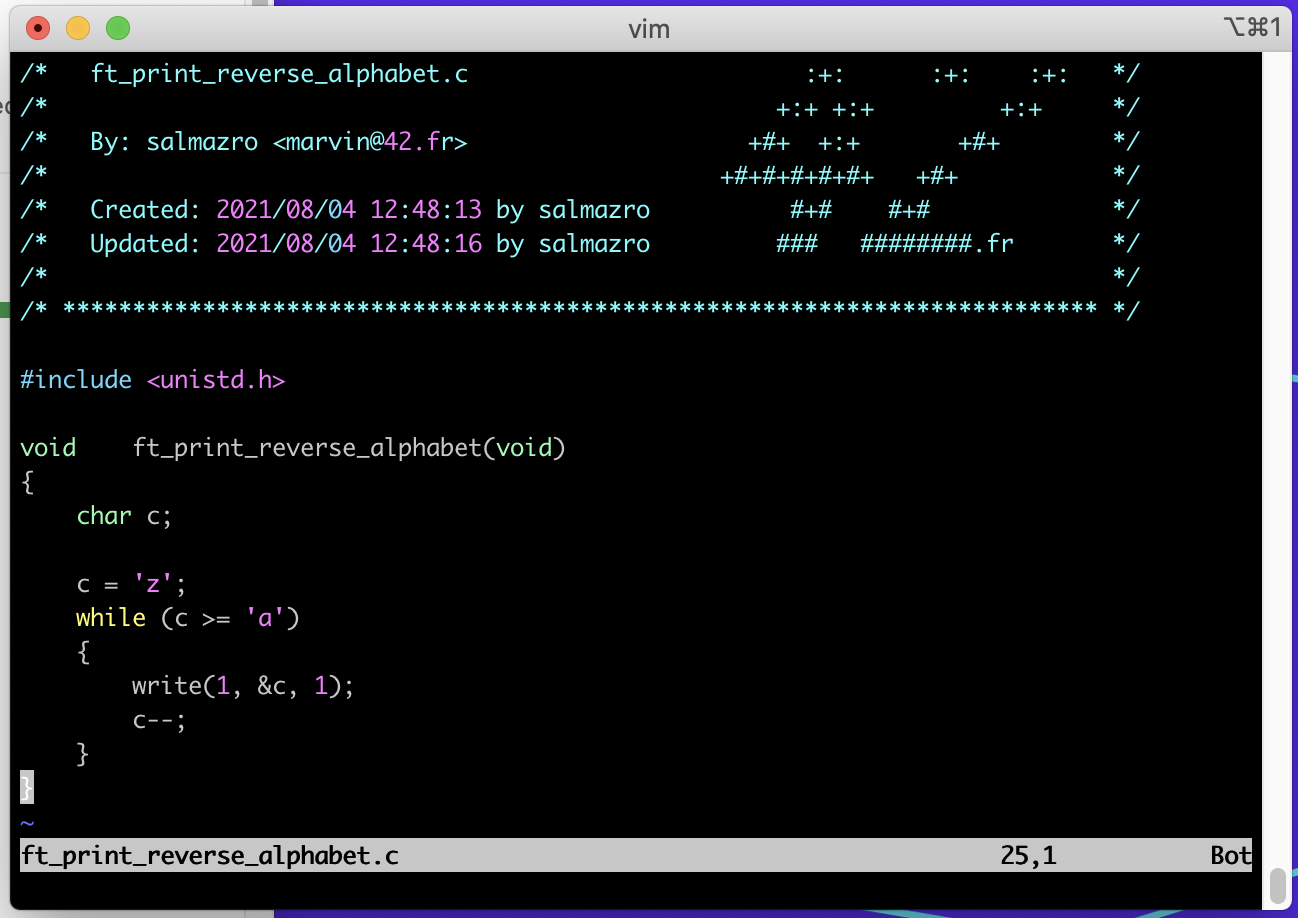 vim
⌥⌘1
/*   ft_print_reverse_alphabet.c                        :+:      :+:    :+:   */
/*                                                    +:+ +:+         +:+     */
/*   By: salmazro <marvin@42.fr>                    +#+  +:+       +#+        */
/*                                                +#+#+#+#+#+   +#+           */
/*   Created: 2021/08/04 12:48:13 by salmazro          #+#    #+#             */
/*   Updated: 2021/08/04 12:48:16 by salmazro         ###   ########.fr       */
/*                                                                            */
/* ************************************************************************** */
#include <unistd.h>
void    ft_print_reverse_alphabet(void)
{
    char c;
    c = 'z';
    while (c >= 'a')
    {
        write(1, &c, 1);
        c--;
    }
}
~
ft_print_reverse_alphabet.c                                           25,1           Bot